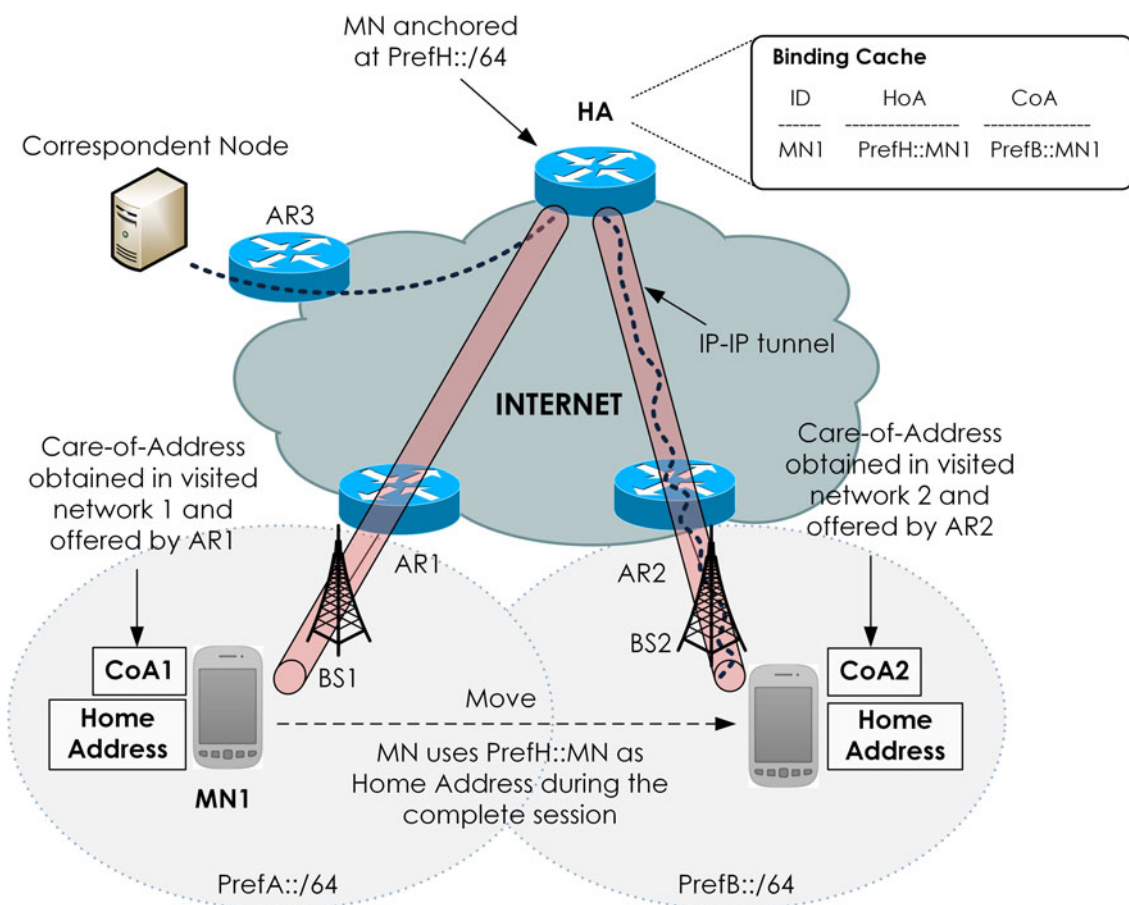 MN anchored
at PrefH::/64
HA
Binding Cache
ID HoA CoA
------ ---------------- ---------------
MN1 PrefH::MN1 PrefB::MN1
Correspondent Node
AR3
IP-IP tunnel
INTERNET
Care-of-Address
obtained in visited
network 1 and
offered by AR1
Care-of-Address
obtained in visited
network 2 and
offered by AR2
AR1
AR2
BS1
BS2
CoA1
Home
Address
MN1
Move
MN uses PrefH::MN as
Home Address during the
complete session
CoA2
Home
Address
PrefA::/64
PrefB::/64